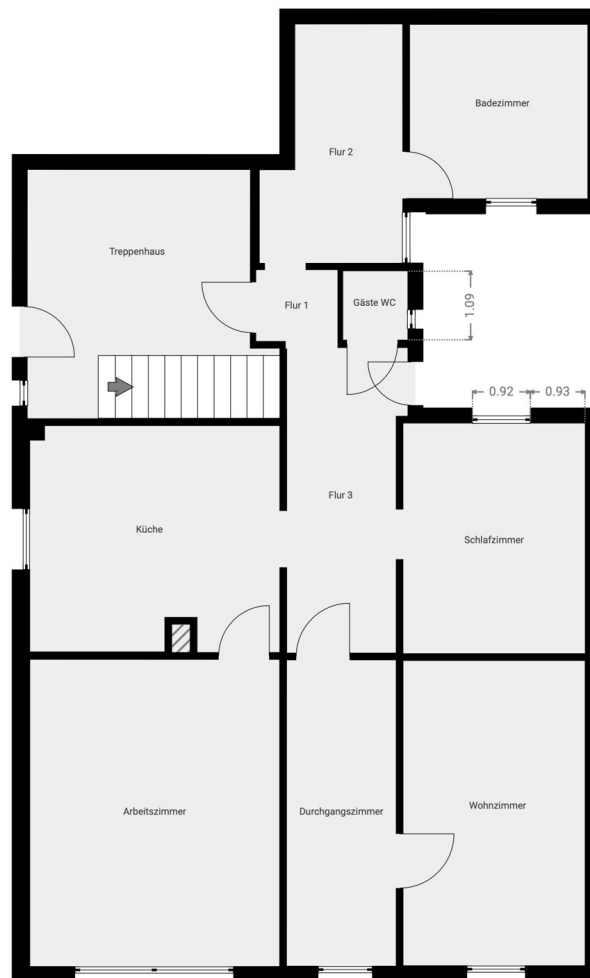 Badezimmer
Flur 2
Treppenhaus
Flur 1
Gäste WC
1.09
0.92
0.93
Flur 3
Küche
Schlafzimmer
Arbeitszimmer
Durchgangszimmer
Wohnzimmer